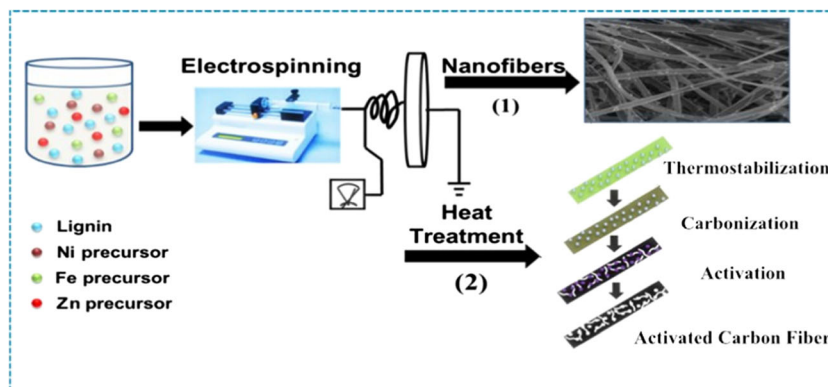 Electrospinning
Nanofibers
(1)
Thermostabilization
Lignin
Ni precursor
Fe precursor
Zn precursor
Heat
Treatment
(2)
Carbonization
Activation
Activated Carbon Fiber